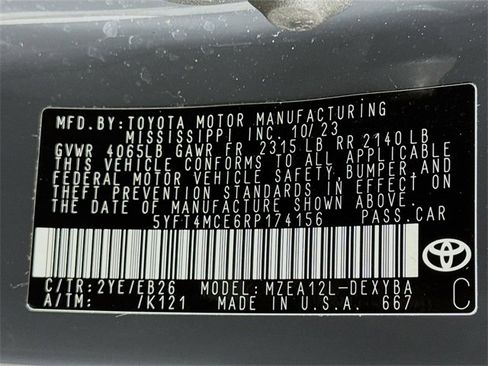 MFD.BY:TOYOTA MOTOR MANUFACTURING
MISSISSIPPI INC. 10/23
GVWR 4065LB GAWR FR 2315 LB RR 2140 LB
THIS VEHICLE CONFORMS TO ALL APPLICABLE
FEDERAL MOTOR VEHICLE SAFETY, BUMPER,AND
THEFT PREVENTION STANDARDS IN EFFECT ON
THE DATE OF MANUFACTURE SHOWN ABOVE.
5YFT4MCE6RP174156 PASS.CAR
C/TR:2YE/EB26 MODEL:MZEA12L-DEXYBA
A/TM: /K121 MADE IN U.S.A. 667
C